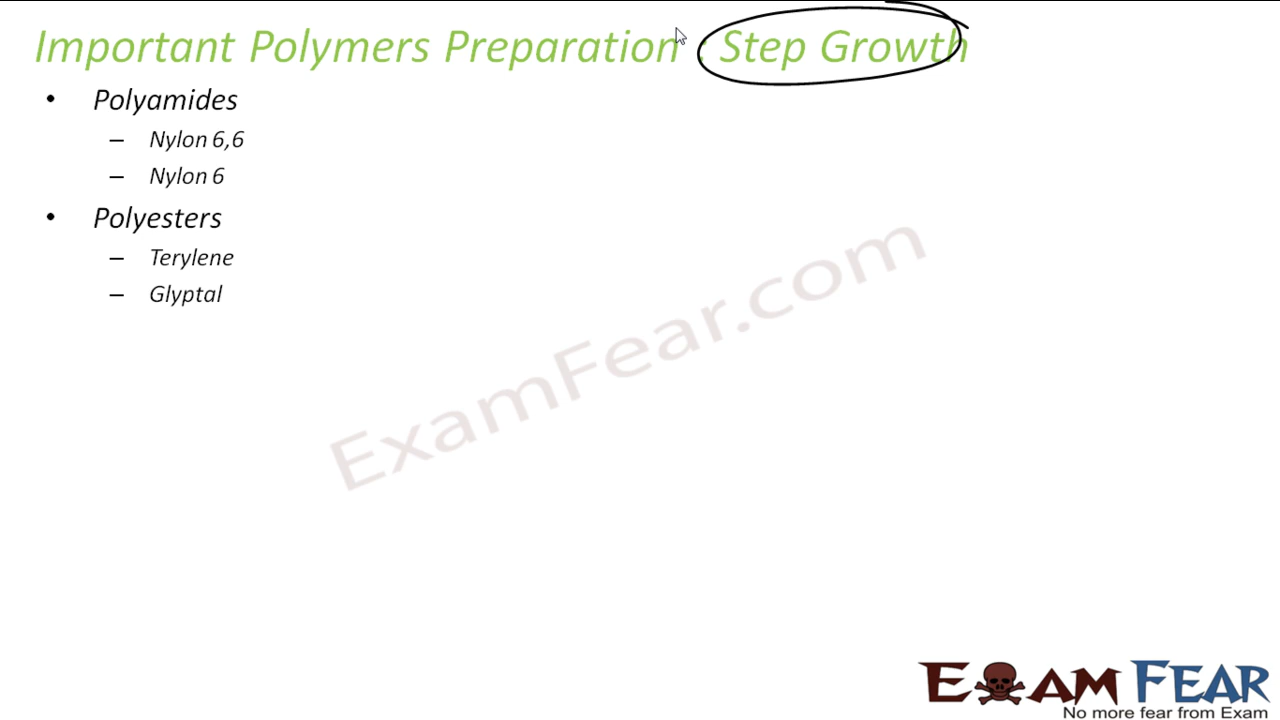 Important Polymers Preparation : Step Growth
• Polyamides
– Nylon 6,6
– Nylon 6
• Polyesters
– Terylene
– Glyptal
ExamFear.com
EXAM FEAR
No more fear from Exam